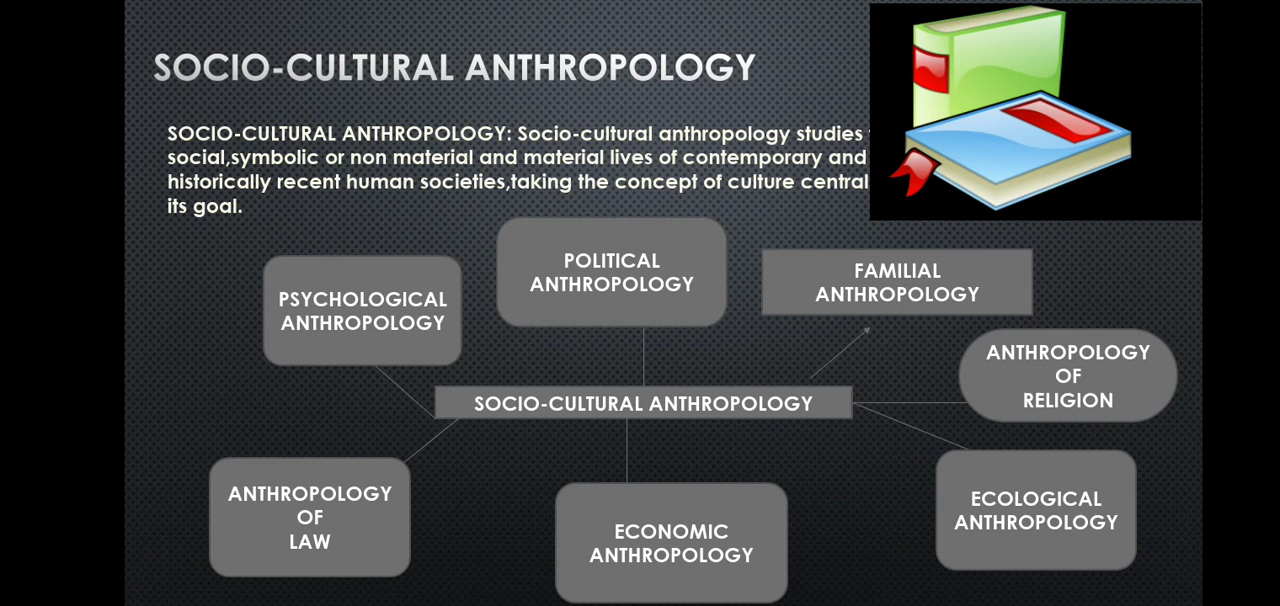 SOCIO-CULTURAL ANTHROPOLOGY
SOCIO-CULTURAL ANTHROPOLOGY: Socio-cultural anthropology studies
social,symbolic or non material and material lives of contemporary and
historically recent human societies,taking the concept of culture central
its goal.
POLITICAL
ANTHROPOLOGY
FAMILIAL
ANTHROPOLOGY
PSYCHOLOGICAL
ANTHROPOLOGY
ANTHROPOLOGY
OF
RELIGION
SOCIO-CULTURAL ANTHROPOLOGY
ANTHROPOLOGY
OF
LAW
ECONOMIC
ANTHROPOLOGY
ECOLOGICAL
ANTHROPOLOGY